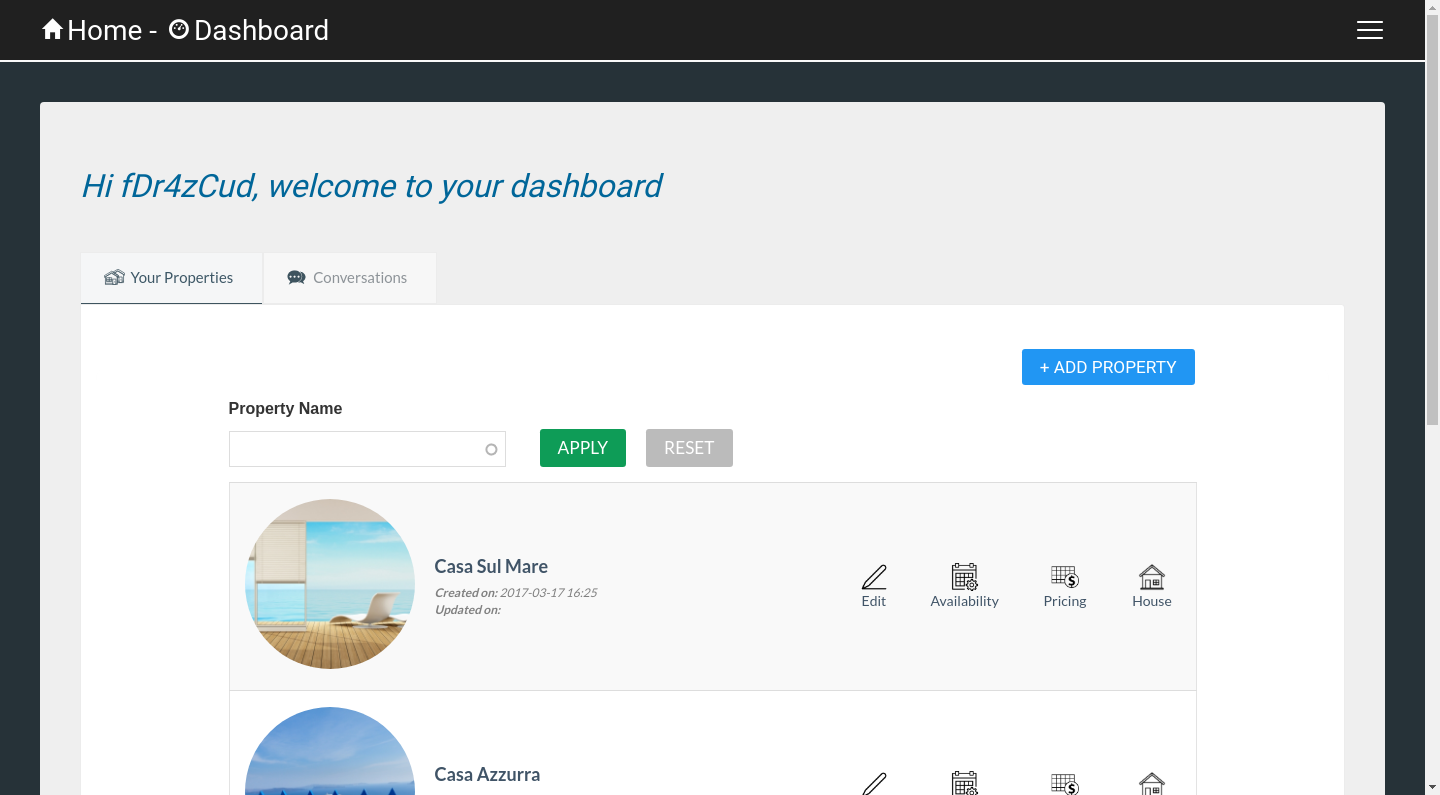 Home - Dashboard
Hi fDr4zCud, welcome to your dashboard
Your Properties
Conversations
+ ADD PROPERTY
Property Name
APPLY
RESET
Casa Sul Mare
Created on: 2017-03-17 16:25
Updated on:
Edit
Availability
Pricing
House
Casa Azzurra